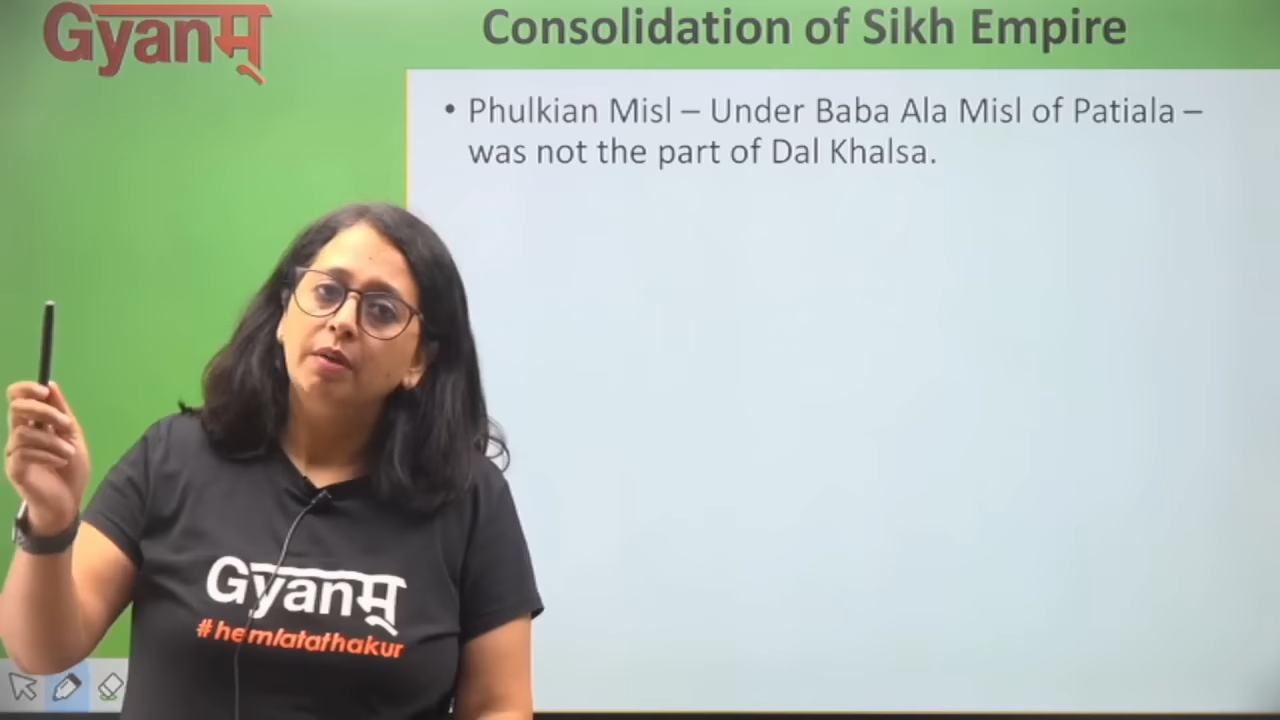 Gyanम्
Consolidation of Sikh Empire
• Phulkian Misl – Under Baba Ala Misl of Patiala –
was not the part of Dal Khalsa.
Gyanम्
#hemlatathakur